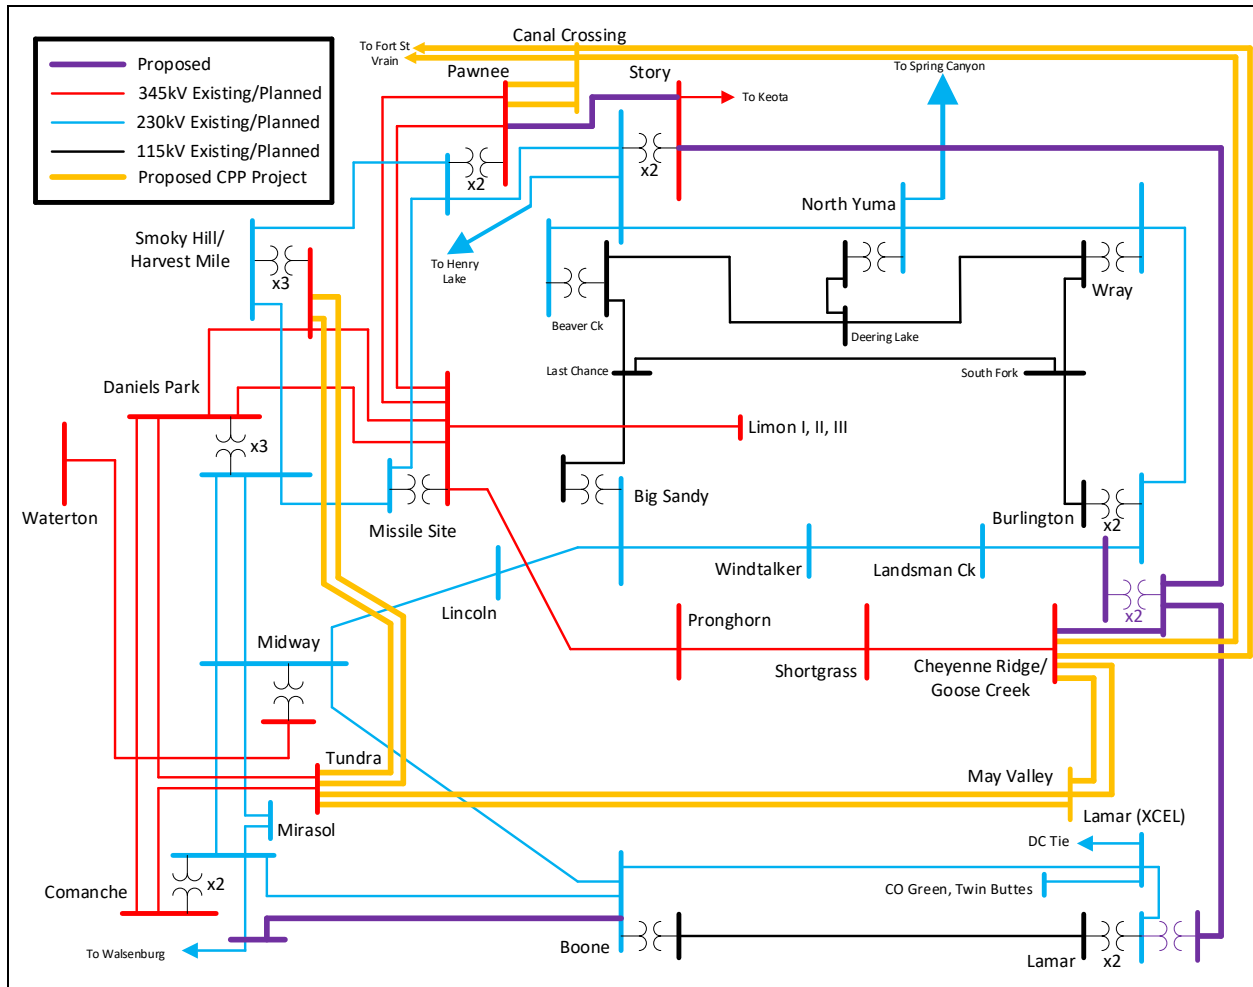 Canal Crossing
To Fort St
Vrain
Proposed
345kV Existing/Planned
230kV Existing/Planned
115kV Existing/Planned
Proposed CPP Project
Pawnee
Story
To Spring Canyon
To Keota
x2
x2
North Yuma
Smoky Hill/
Harvest Mile
To Henry
Lake
x3
Wray
Beaver Ck
Deering Lake
Last Chance
South Fork
Daniels Park
x3
Limon I, II, III
Waterton
Missile Site
Big Sandy
Burlington
x2
Windtalker
Landsman Ck
Lincoln
x2
Pronghorn
Midway
Shortgrass
Cheyenne Ridge/
Goose Creek
Tundra
May Valley
Lamar (XCEL)
Mirasol
DC Tie
x2
Comanche
CO Green, Twin Buttes
To Walsenburg
Boone
Lamar
x2